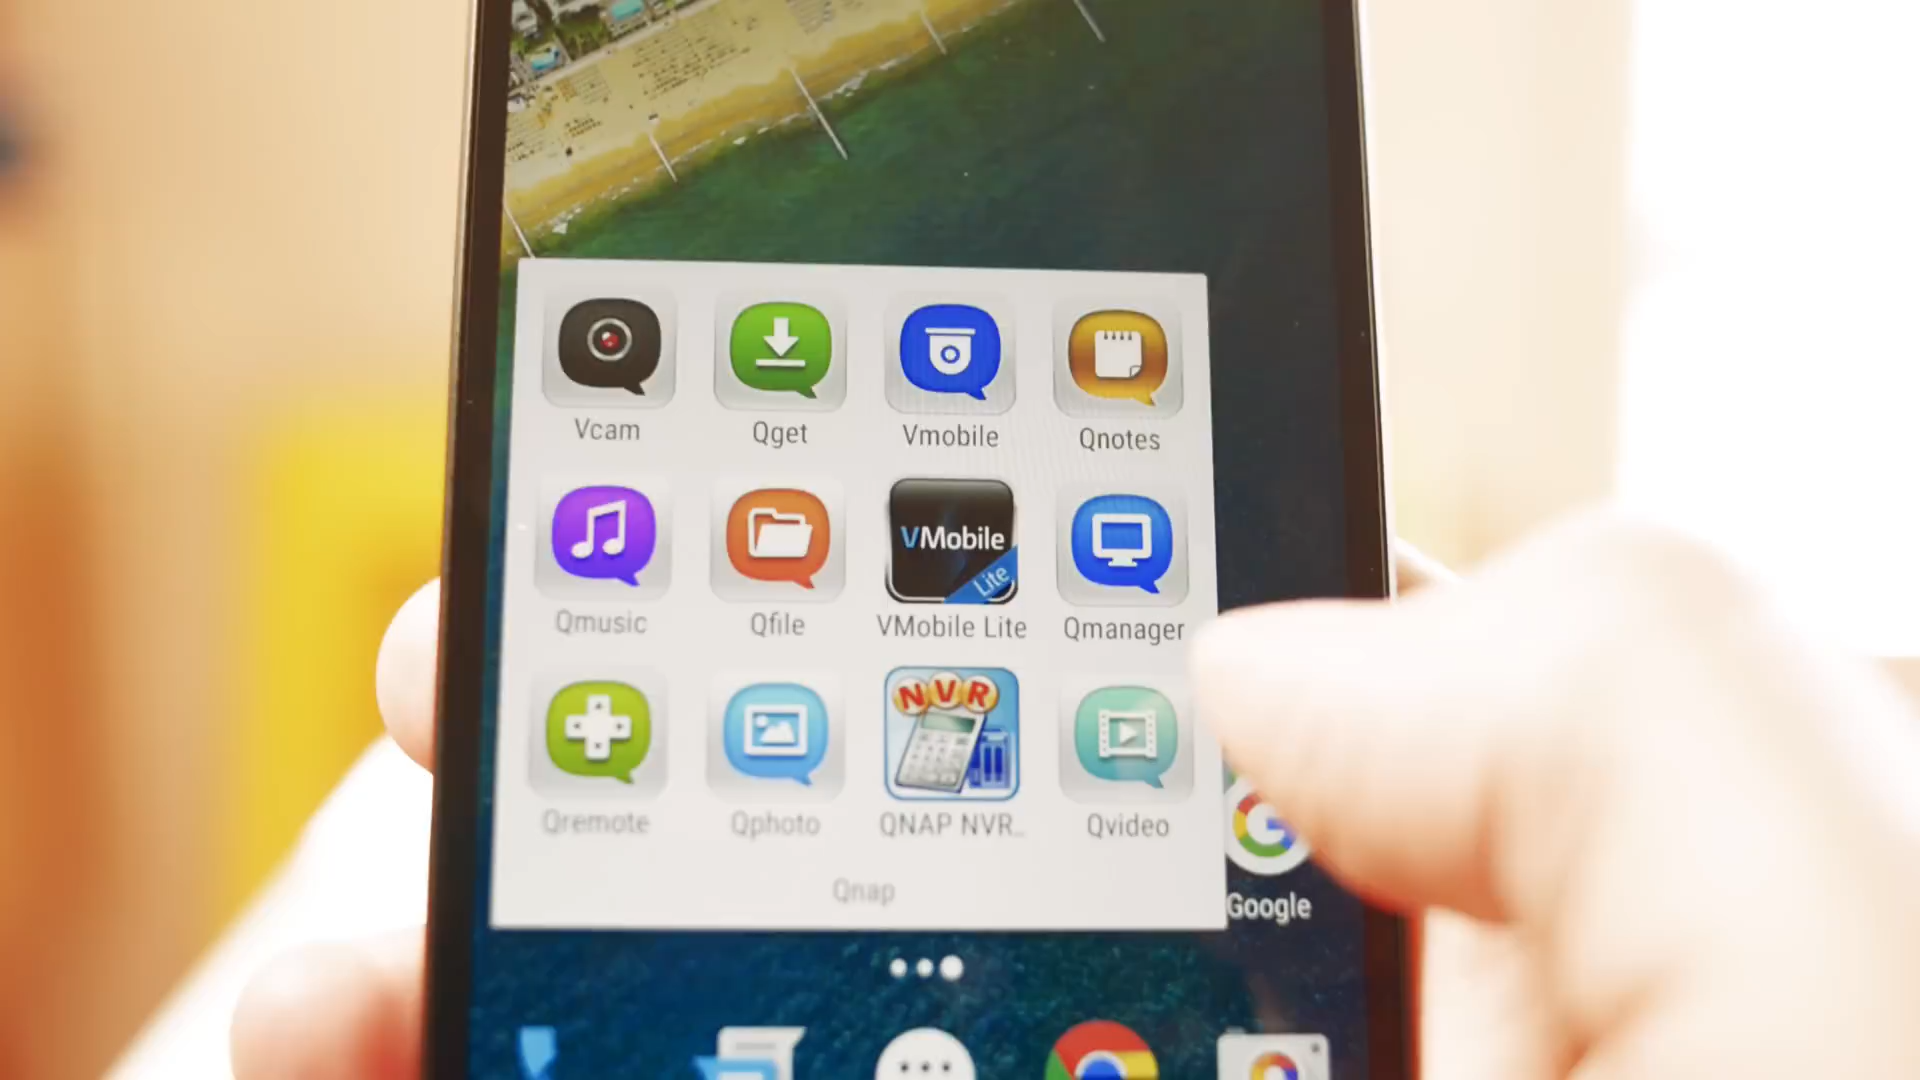 Vcam Qget Vmobile Qnotes
VMobile
Lite
Qmusic Qfile VMobile Lite Qmanager
NVR
Qremote Qphoto QNAP NVR... Qvideo
Qnap
Google